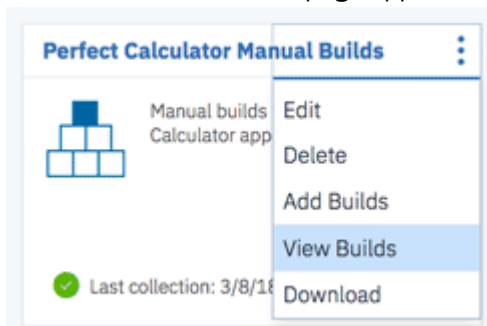 Perfect Calculator Manual Builds
Manual builds
Calculator app
Edit
Delete
Add Builds
View Builds
Download
Last collection: 3/8/18